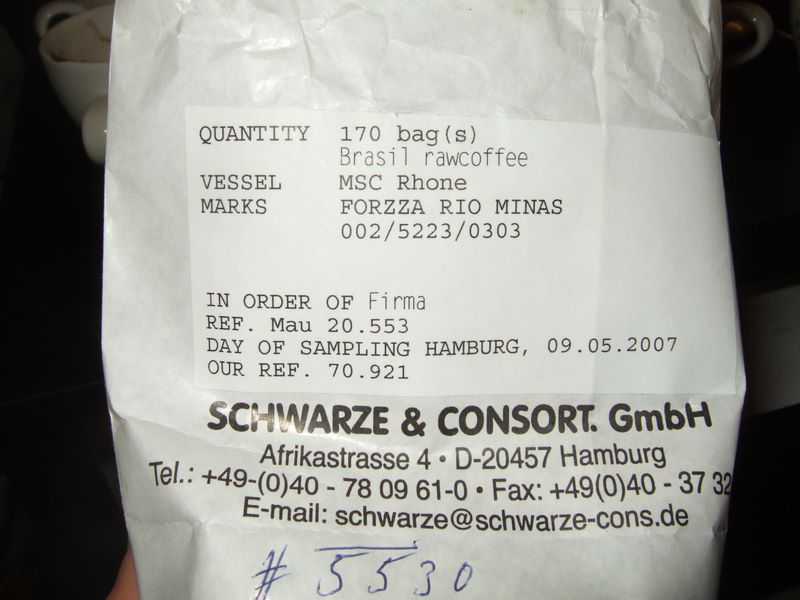 QUANTITY 170 bag(s)
Brasil rawcoffee
VESSEL MSC Rhone
MARKS FORZZA RIO MINAS
002/5223/0303
IN ORDER OF Firma
REF. Mau 20.553
DAY OF SAMPLING HAMBURG, 09.05.2007
OUR REF. 70.921
SCHWARZE & CONSORT. GmbH
Afrikastrasse 4 • D-20457 Hamburg
Tel.: +49-(0)40 - 78 09 61-0 • Fax: +49(0)40 - 37 32
E-mail: schwarze@schwarze-cons.de
# 5530